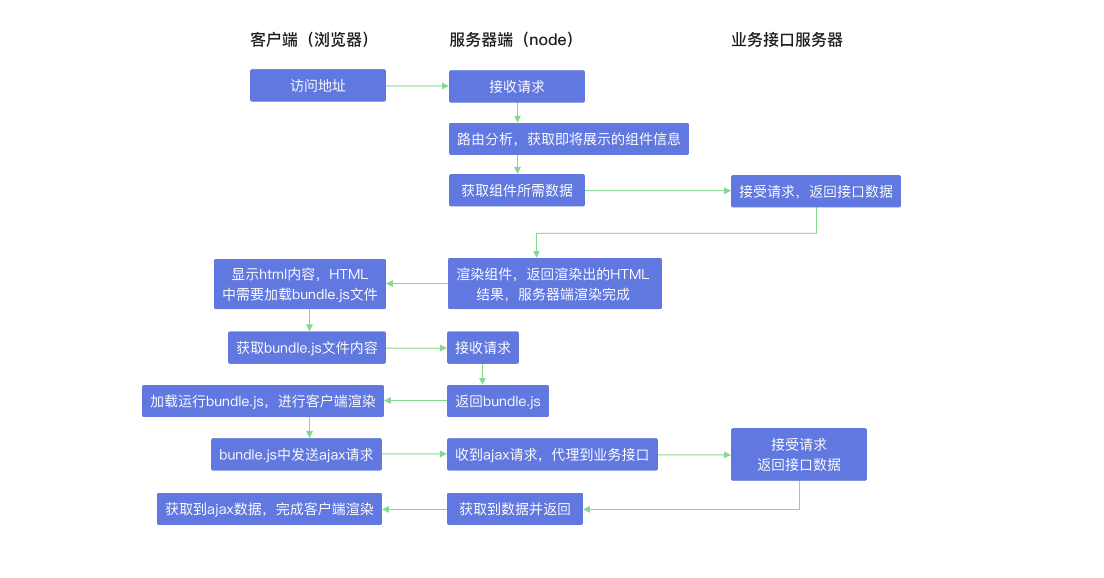 客户端（浏览器）
服务器端（node）
业务接口服务器
访问地址
接收请求
路由分析，获取即将展示的组件信息
获取组件所需数据
接受请求，返回接口数据
显示html内容，HTML
中需要加载bundle.js文件
渲染组件，返回渲染出的HTML
结果，服务器端渲染完成
获取bundle.js文件内容
接收请求
加载运行bundle.js，进行客户端渲染
返回bundle.js
bundle.js中发送ajax请求
收到ajax请求，代理到业务接口
接受请求
返回接口数据
获取到ajax数据，完成客户端渲染
获取到数据并返回